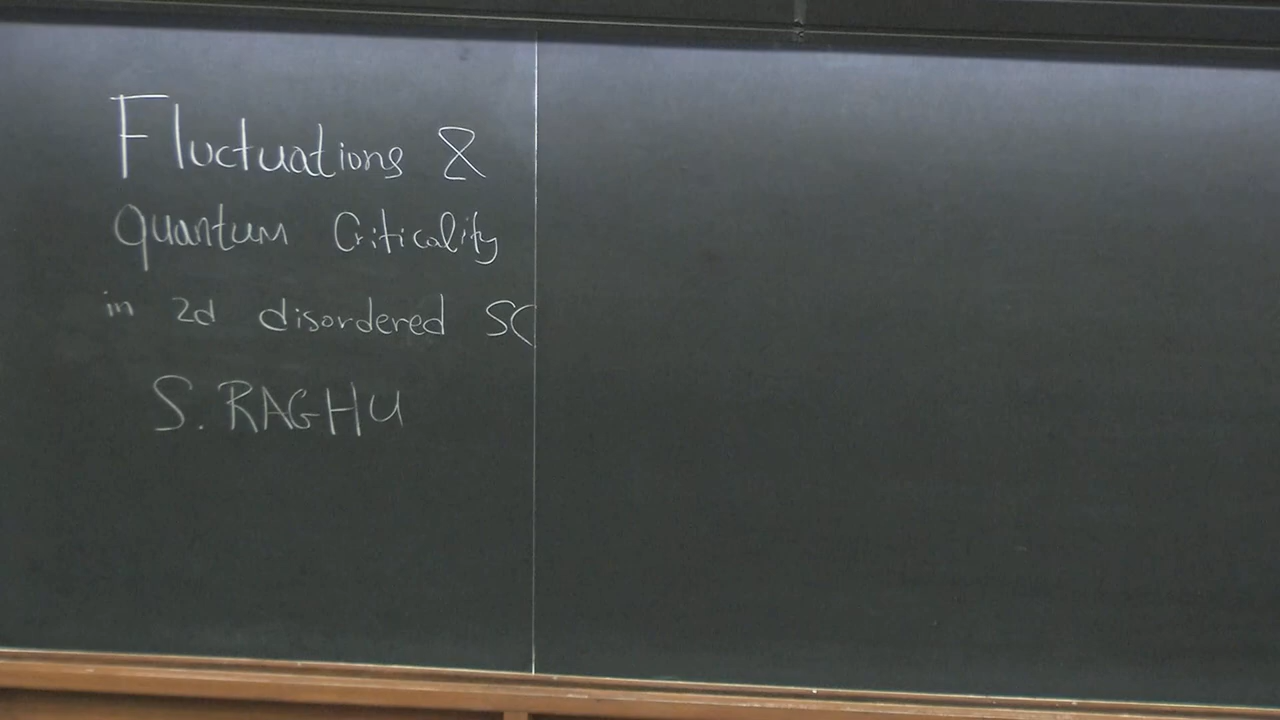 Fluctuations &
Quantum Criticality
in 2d disordered SC
S. RAGHU